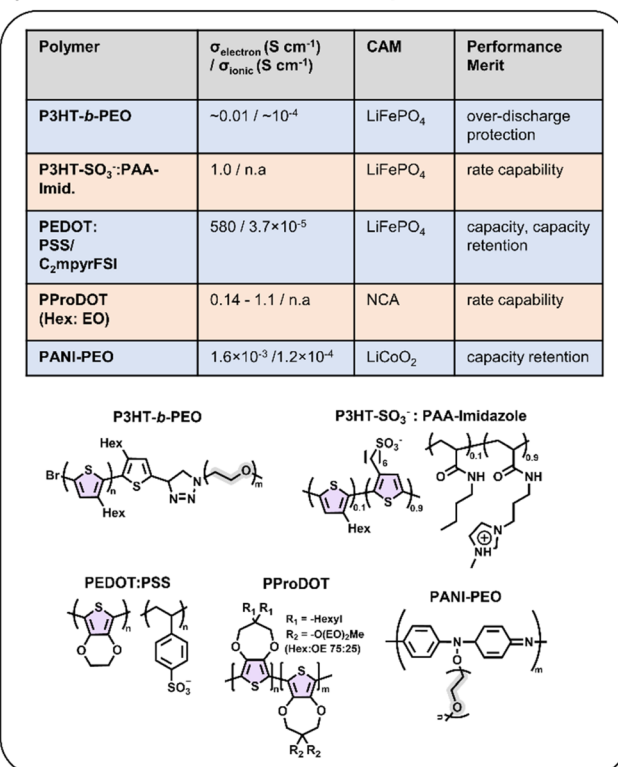 Polymer σelectron (S cm⁻¹) CAM Performance
/ σionic (S cm⁻¹) Merit
P3HT-b-PEO ~0.01 / ~10⁻⁴ LiFePO₄ over-discharge
protection
P3HT-SO₃⁻:PAA- 1.0 / n.a LiFePO₄ rate capability
Imid.
PEDOT: 580 / 3.7×10⁻⁵ LiFePO₄ capacity, capacity
PSS/ retention
C₂mpyrFSI
PProDOT 0.14 - 1.1 / n.a NCA rate capability
(Hex: EO)
PANI-PEO 1.6×10⁻³ /1.2×10⁻⁴ LiCoO₂ capacity retention
P3HT-b-PEO
Hex
Br S n S N N=N O m
Hex
P3HT-SO₃⁻: PAA-Imidazole
SO₃⁻
6
S 0.1 S 0.9
Hex
0.1 0.9
O NH O NH
N
+
NH
PEDOT:PSS
S n n
O O
SO₃⁻
PProDOT
R₁ R₁
R₁ = -Hexyl
R₂ = -O(EO)₂Me
(Hex:OE 75:25)
O O
S n S m
O O
R₂ R₂
PANI-PEO
N N m
O
O